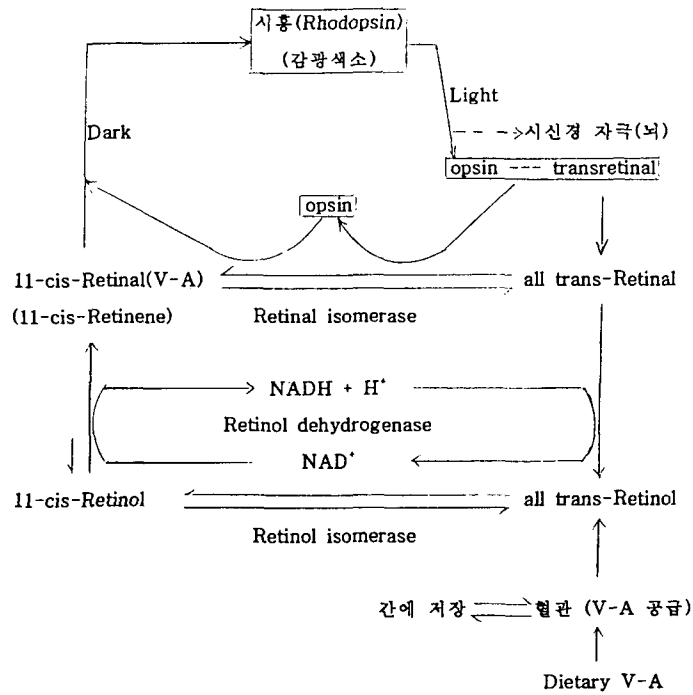 시홍(Rhodopsin)
(감광색소)
Light
Dark
시신경 자극(뇌)
opsin --- transretinal
opsin
11-cis-Retinal(V-A)
all trans-Retinal
(11-cis-Retinene)
Retinal isomerase
NADH + H⁺
Retinol dehydrogenase
NAD⁺
11-cis-Retinol
all trans-Retinol
Retinol isomerase
간에 저장
혈관 (V-A 공급)
Dietary V-A